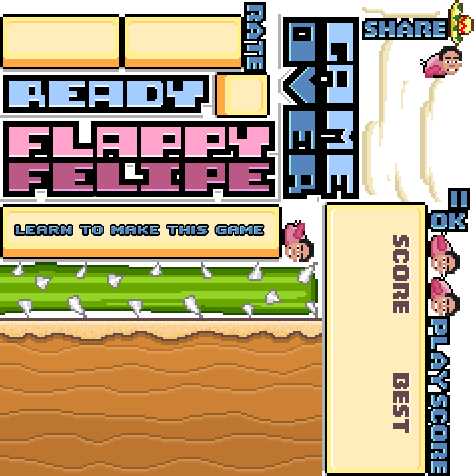 RATE
SHARE
GAME
OVER
READY
FLAPPY
FELIPE
OK
LEARN TO MAKE THIS GAME
SCORE
BEST
PLAY
SCORE